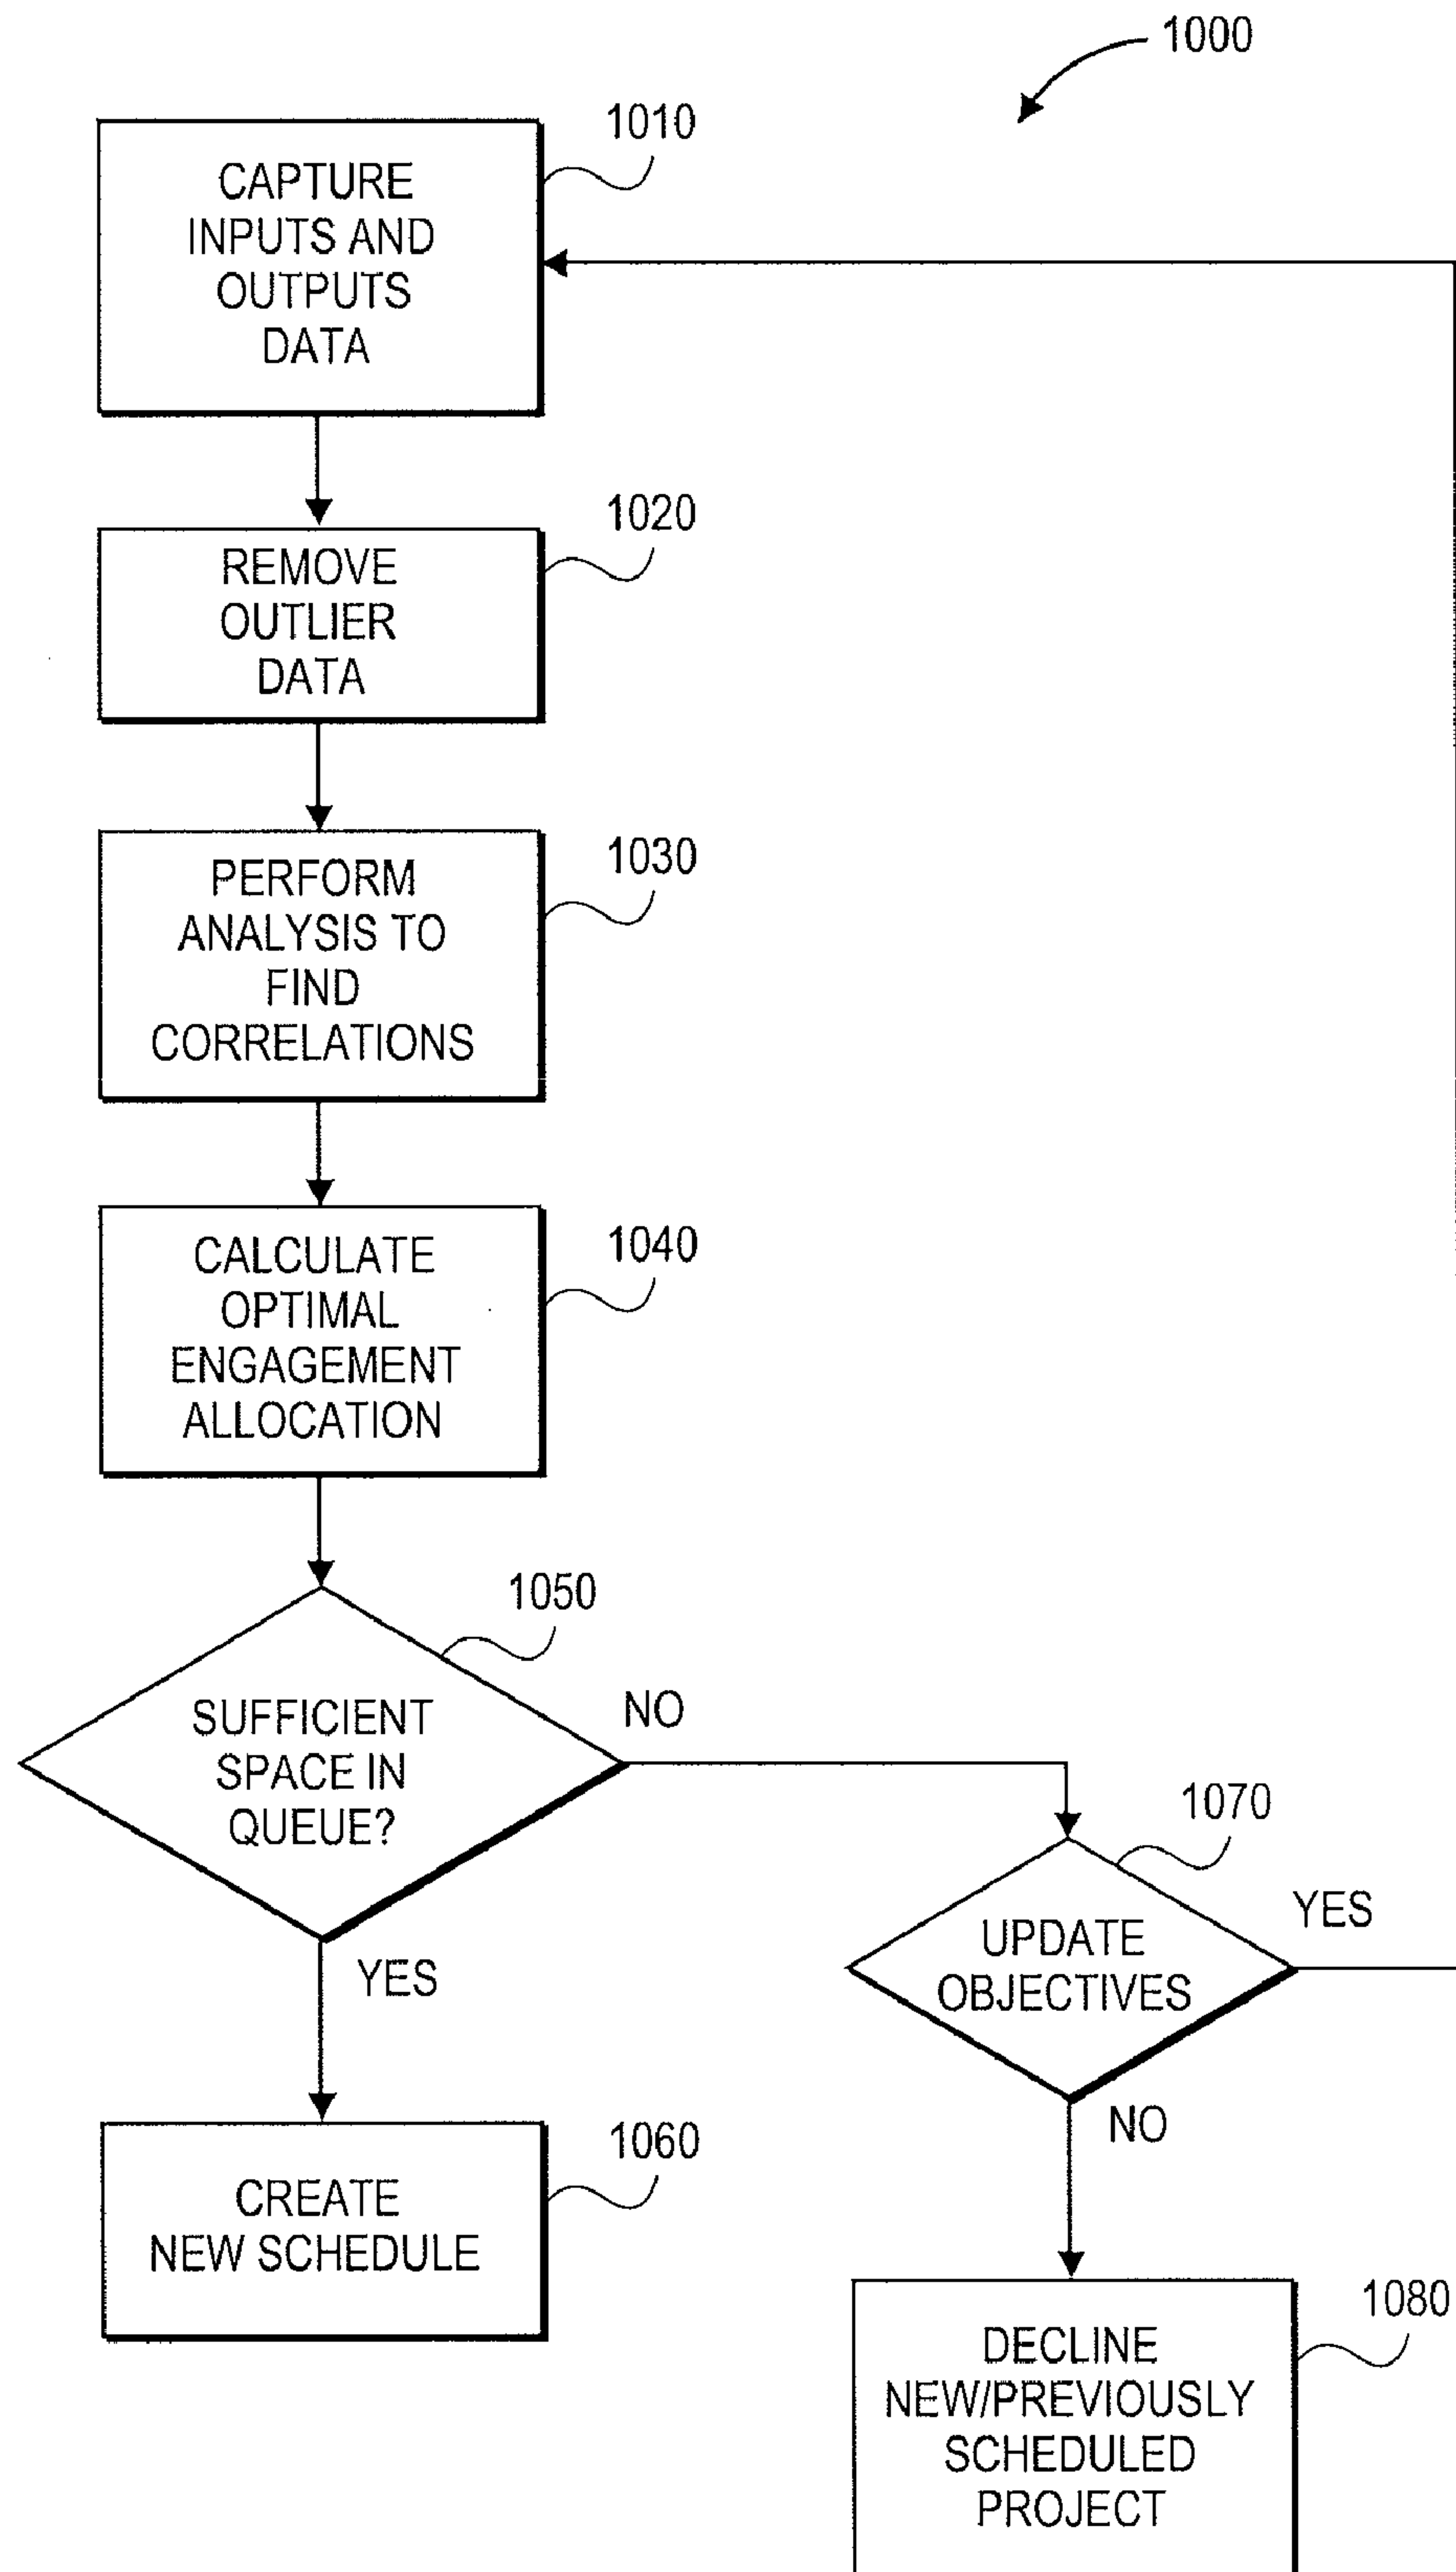 1000
1010
CAPTURE
INPUTS AND
OUTPUTS
DATA
1020
REMOVE
OUTLIER
DATA
1030
PERFORM
ANALYSIS TO
FIND
CORRELATIONS
1040
CALCULATE
OPTIMAL
ENGAGEMENT
ALLOCATION
1050
SUFFICIENT
SPACE IN
QUEUE?
NO
YES
1060
CREATE
NEW SCHEDULE
1070
UPDATE
OBJECTIVES
YES
NO
1080
DECLINE
NEW/PREVIOUSLY
SCHEDULED
PROJECT